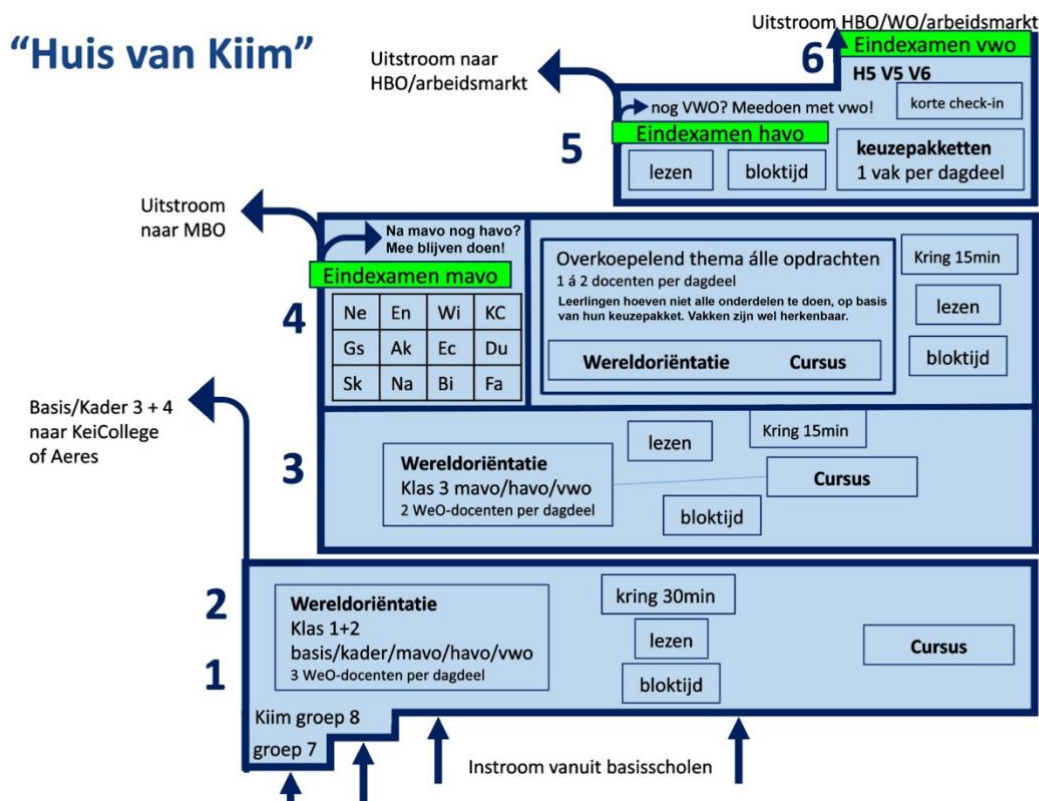 “Huis van Kiim”
Uitstroom HBO/WO/arbeidsmarkt
Eindexamen vwo
6
H5 V5 V6
korte check-in
Uitstroom naar
HBO/arbeidsmarkt
nog VWO? Meedoen met vwo!
Eindexamen havo
5
lezen
bloktijd
keuzepakketten
1 vak per dagdeel
Uitstroom
naar MBO
Na mavo nog havo?
Mee blijven doen!
Eindexamen mavo
4
Ne En Wi KC
Gs Ak Ec Du
Sk Na Bi Fa
Overkoepelend thema álle opdrachten
1 á 2 docenten per dagdeel
Leerlingen hoeven niet alle onderdelen te doen, op basis
van hun keuzepakket. Vakken zijn wel herkenbaar.
Wereldoriëntatie Cursus
Kring 15min
lezen
bloktijd
Basis/Kader 3 + 4
naar KeiCollege
of Aeres
3
Wereldoriëntatie
Klas 3 mavo/havo/vwo
2 WeO-docenten per dagdeel
lezen
Kring 15min
Cursus
bloktijd
2
1
Wereldoriëntatie
Klas 1+2
basis/kader/mavo/havo/vwo
3 WeO-docenten per dagdeel
kring 30min
lezen
bloktijd
Cursus
Kiim groep 8
groep 7
Instroom vanuit basisscholen